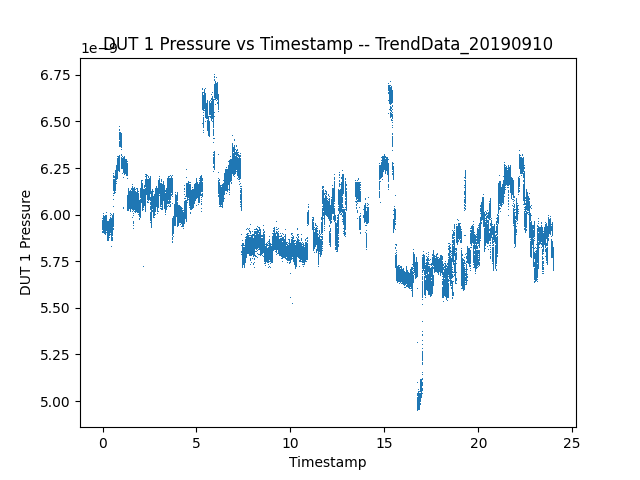 DUT 1 Pressure vs Timestamp -- TrendData_20190910
1e−9
6.75
6.50
6.25
6.00
5.75
5.50
5.25
5.00
DUT 1 Pressure
0 5 10 15 20 25
Timestamp